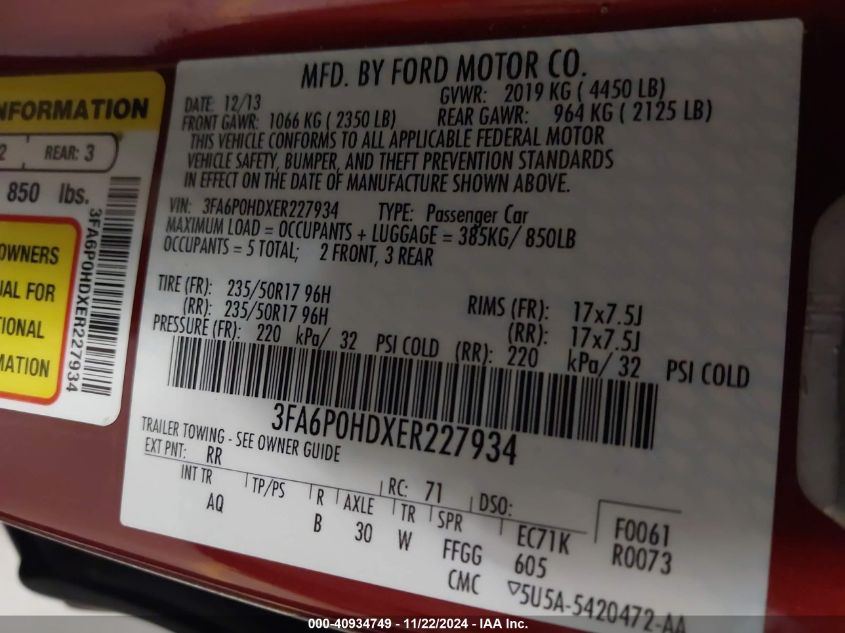 MFD. BY FORD MOTOR CO.
DATE: 12/13 GVWR: 2019 KG ( 4450 LB)
FRONT GAWR: 1066 KG ( 2350 LB) REAR GAWR: 964 KG ( 2125 LB)
THIS VEHICLE CONFORMS TO ALL APPLICABLE FEDERAL MOTOR
VEHICLE SAFETY, BUMPER, AND THEFT PREVENTION STANDARDS
IN EFFECT ON THE DATE OF MANUFACTURE SHOWN ABOVE.
VIN: 3FA6P0HDXER227934 TYPE: Passenger Car
MAXIMUM LOAD = OCCUPANTS + LUGGAGE = 385KG/ 850LB
OCCUPANTS = 5 TOTAL; 2 FRONT, 3 REAR
TIRE (FR): 235/50R17 96H RIMS (FR): 17x7.5J
(RR): 235/50R17 96H (RR): 17x7.5J
PRESSURE (FR): 220 kPa/ 32 PSI COLD (RR): 220 kPa/ 32 PSI COLD
3FA6P0HDXER227934
TRAILER TOWING - SEE OWNER GUIDE
EXT PNT: RR RC: 71 DSO:
INT TR TP/PS R AXLE TR SPR EC71K F0061
AQ B 30 W FFGG 605 R0073
CMC 5U5A-5420472-AA
INFORMATION
2 REAR: 3
850 lbs.
OWNERS
IAL FOR
TIONAL
MATION
3FA6P0HDXER227934
000-40934749 - 11/22/2024 - IAA Inc.